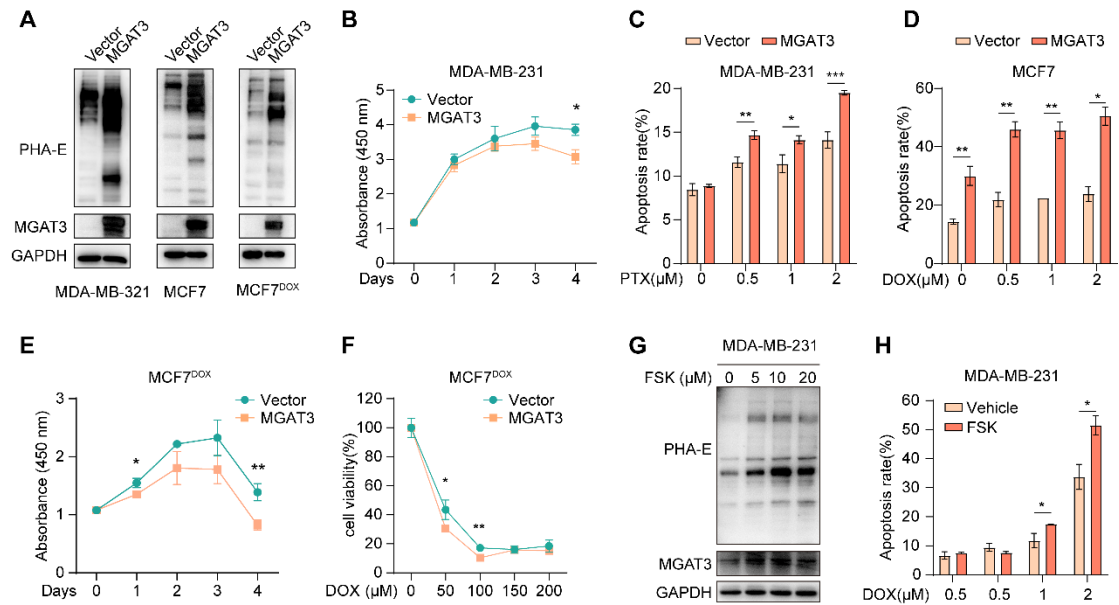 A
Vector
MGAT3
Vector
MGAT3
Vector
MGAT3
PHA-E
MGAT3
GAPDH
MDA-MB-321 MCF7 MCF7DOX
B
MDA-MB-231
Vector
MGAT3
*
Absorbance (450 nm)
5
4
3
2
1
0
0 1 2 3 4
Days
C
Vector MGAT3
MDA-MB-231
** * ***
Apoptosis rate(%)
20
15
10
5
0
0 0.5 1 2
PTX(μM)
D
Vector MGAT3
MCF7
** ** ** *
Apoptosis rate(%)
60
40
20
0
0 0.5 1 2
DOX(μM)
E
MCF7DOX
Vector
MGAT3
* **
Absorbance (450 nm)
3
2
1
0
0 1 2 3 4
Days
F
MCF7DOX
Vector
MGAT3
* **
cell viability(%)
120
100
80
60
40
20
0
0 50 100 150 200
DOX (μM)
G
MDA-MB-231
FSK (μM) 0 5 10 20
PHA-E
MGAT3
GAPDH
H
MDA-MB-231
Vehicle
FSK
* *
Apoptosis rate(%)
60
50
40
30
20
10
0
0.5 0.5 1 2
DOX(μM)